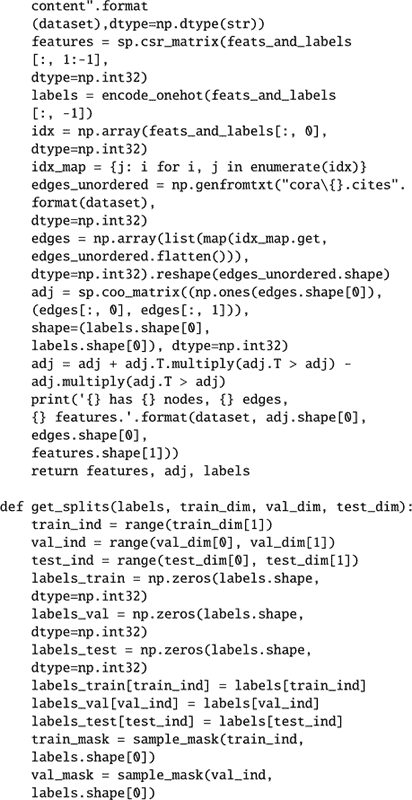 content".format
(dataset),dtype=np.dtype(str))
features = sp.csr_matrix(feats_and_labels
[:, 1:-1],
dtype=np.int32)
labels = encode_onehot(feats_and_labels
[:, -1])
idx = np.array(feats_and_labels[:, 0],
dtype=np.int32)
idx_map = {j: i for i, j in enumerate(idx)}
edges_unordered = np.genfromtxt("cora\{}.cites".
format(dataset),
dtype=np.int32)
edges = np.array(list(map(idx_map.get,
edges_unordered.flatten())),
dtype=np.int32).reshape(edges_unordered.shape)
adj = sp.coo_matrix((np.ones(edges.shape[0]),
(edges[:, 0], edges[:, 1])),
shape=(labels.shape[0],
labels.shape[0]), dtype=np.int32)
adj = adj + adj.T.multiply(adj.T > adj) -
adj.multiply(adj.T > adj)
print('{} has {} nodes, {} edges,
{} features.'.format(dataset, adj.shape[0],
edges.shape[0],
features.shape[1]))
return features, adj, labels
def get_splits(labels, train_dim, val_dim, test_dim):
train_ind = range(train_dim[1])
val_ind = range(val_dim[0], val_dim[1])
test_ind = range(test_dim[0], test_dim[1])
labels_train = np.zeros(labels.shape,
dtype=np.int32)
labels_val = np.zeros(labels.shape,
dtype=np.int32)
labels_test = np.zeros(labels.shape,
dtype=np.int32)
labels_train[train_ind] = labels[train_ind]
labels_val[val_ind] = labels[val_ind]
labels_test[test_ind] = labels[test_ind]
train_mask = sample_mask(train_ind,
labels.shape[0])
val_mask = sample_mask(val_ind,
labels.shape[0])